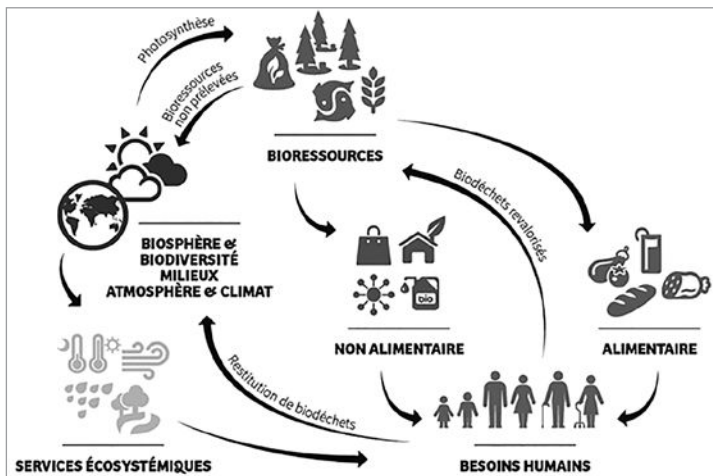 Photosynthèse
Bioressources
non prélevées
BIORESSOURCES
Biodéchets revalorisés
BIOSPHÈRE &
BIODIVERSITÉ
MILIEUX
ATMOSPHÈRE & CLIMAT
bio
NON ALIMENTAIRE
ALIMENTAIRE
Restitution de biodéchets
SERVICES ÉCOSYSTÉMIQUES
BESOINS HUMAINS